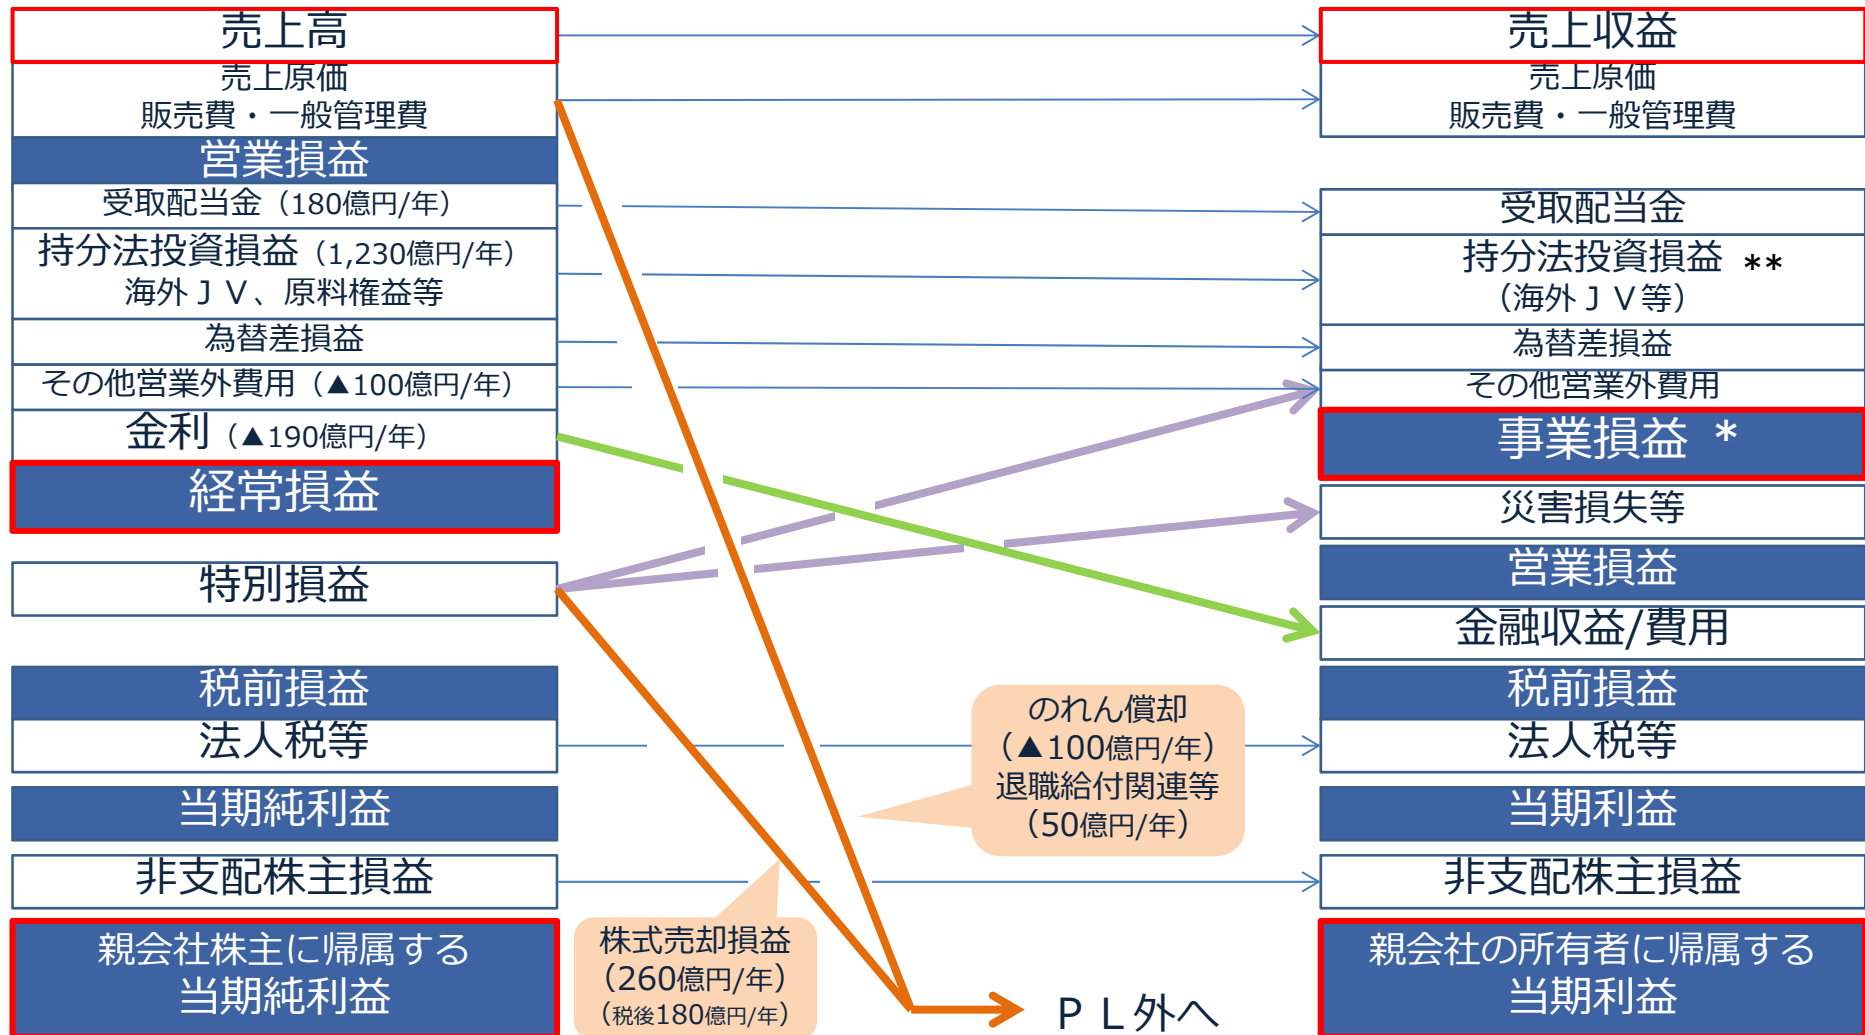 売上高
売上原価
販売費・一般管理費
営業損益
受取配当金（180億円/年）
持分法投資損益（1,230億円/年）
海外ＪＶ、原料権益等
為替差損益
その他営業外費用（▲100億円/年）
金利（▲190億円/年）
経常損益
特別損益
税前損益
法人税等
当期純利益
非支配株主損益
親会社株主に帰属する
当期純利益
のれん償却
（▲100億円/年）
退職給付関連等
（50億円/年）
株式売却損益
（260億円/年）
（税後180億円/年）
ＰＬ外へ
売上収益
売上原価
販売費・一般管理費
受取配当金
持分法投資損益 **
（海外ＪＶ等）
為替差損益
その他営業外費用
事業損益 *
災害損失等
営業損益
金融収益/費用
税前損益
法人税等
当期利益
非支配株主損益
親会社の所有者に帰属する
当期利益